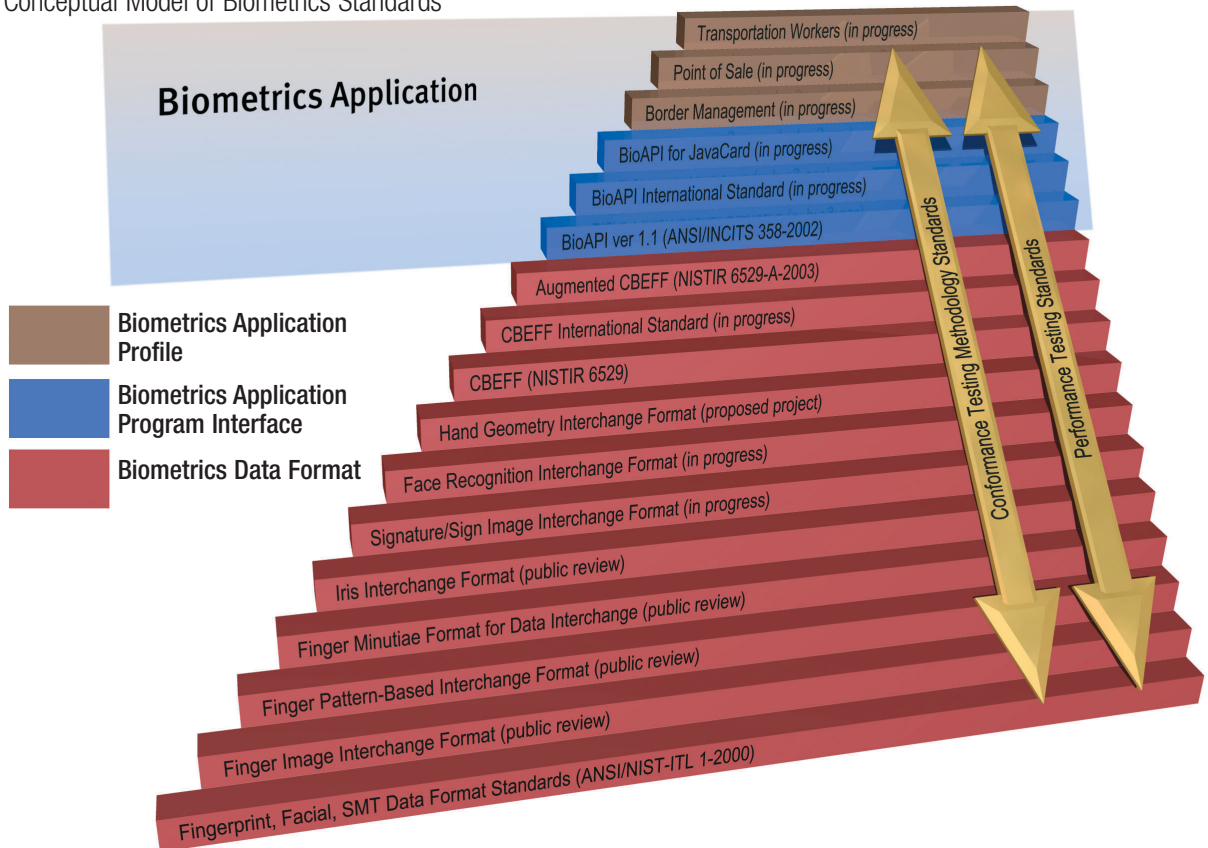 Conceptual Model of Biometrics Standards
Biometrics Application
Transportation Workers (in progress)
Point of Sale (in progress)
Border Management (in progress)
BioAPI for JavaCard (in progress)
BioAPI International Standard (in progress)
BioAPI ver 1.1 (ANSI/INCITS 358-2002)
Augmented CBEFF (NISTIR 6529-A-2003)
CBEFF International Standard (in progress)
CBEFF (NISTIR 6529)
Hand Geometry Interchange Format (proposed project)
Face Recognition Interchange Format (in progress)
Signature/Sign Image Interchange Format (in progress)
Iris Interchange Format (public review)
Finger Minutiae Format for Data Interchange (public review)
Finger Pattern-Based Interchange Format (public review)
Finger Image Interchange Format (public review)
Fingerprint, Facial, SMT Data Format Standards (ANSI/NIST-ITL 1-2000)
Conformance Testing Methodology Standards
Performance Testing Standards
Biometrics Application
Profile
Biometrics Application
Program Interface
Biometrics Data Format